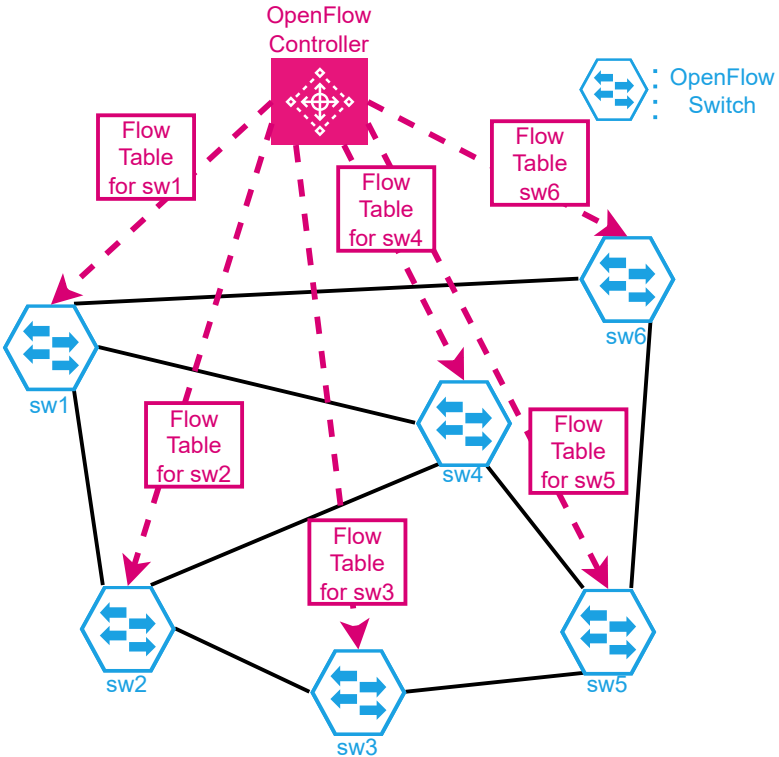 OpenFlow
Controller
OpenFlow
Switch
Flow
Table
for sw1
Flow
Table
sw6
Flow
Table
for sw4
sw6
sw1
Flow
Table
for sw2
Flow
Table
for sw5
sw4
Flow
Table
for sw3
sw2
sw5
sw3